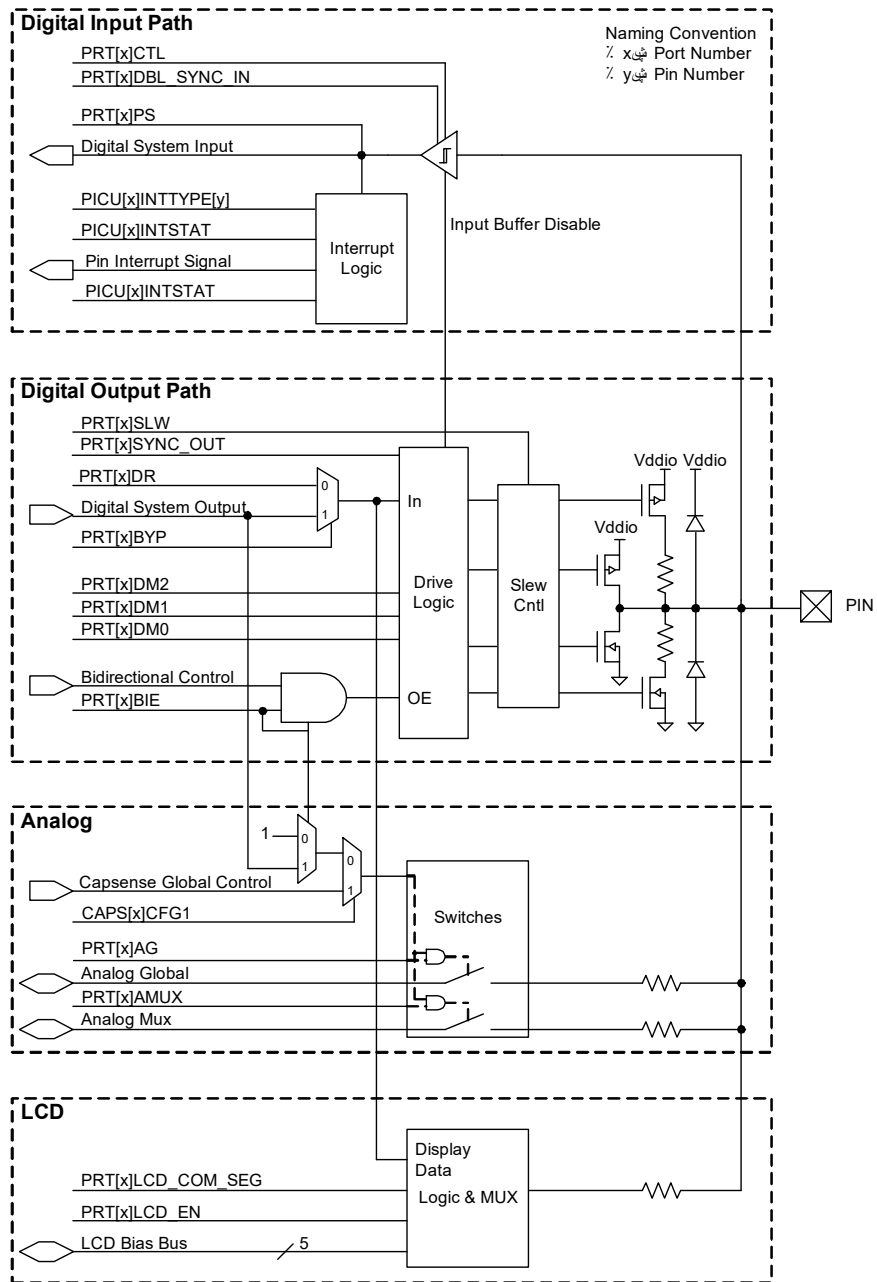 Digital Input Path
Naming Convention
x Port Number
y Pin Number
PRT[x]CTL
PRT[x]DBL_SYNC_IN
PRT[x]PS
Digital System Input
PICU[x]INTTYPE[y]
PICU[x]INTSTAT
Pin Interrupt Signal
PICU[x]INTSTAT
Interrupt
Logic
Input Buffer Disable
Digital Output Path
PRT[x]SLW
PRT[x]SYNC_OUT
PRT[x]DR
Digital System Output
PRT[x]BYP
0
1
PRT[x]DM2
PRT[x]DM1
PRT[x]DM0
Bidirectional Control
PRT[x]BIE
In
Drive
Logic
OE
Slew
Cntl
Vddio Vddio
Vddio
PIN
Analog
1
0
1
0
1
Capsense Global Control
CAPS[x]CFG1
PRT[x]AG
Analog Global
PRT[x]AMUX
Analog Mux
Switches
LCD
Display
Data
Logic & MUX
PRT[x]LCD_COM_SEG
PRT[x]LCD_EN
LCD Bias Bus
5